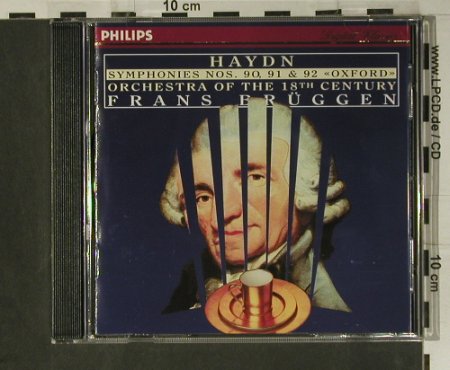 10 cm
PHILIPS
HAYDN
SYMPHONIES NOS. 90, 91 & 92 «OXFORD»
ORCHESTRA OF THE 18TH CENTURY
FRANS BRÜGGEN
www.LPCD.de / CD
10 cm